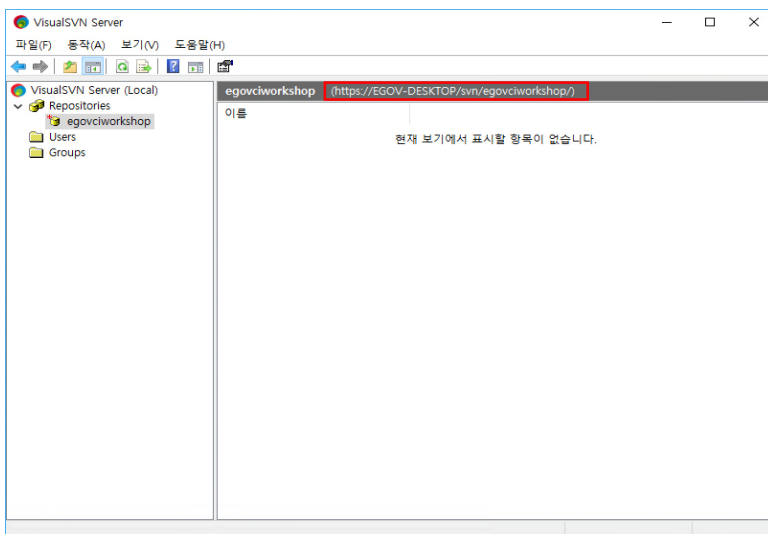 VisualSVN Server
파일(F) 동작(A) 보기(V) 도움말(H)
VisualSVN Server (Local)
Repositories
egovciworkshop
Users
Groups
egovciworkshop (https://EGOV-DESKTOP/svn/egovciworkshop/)
이름
현재 보기에서 표시할 항목이 없습니다.